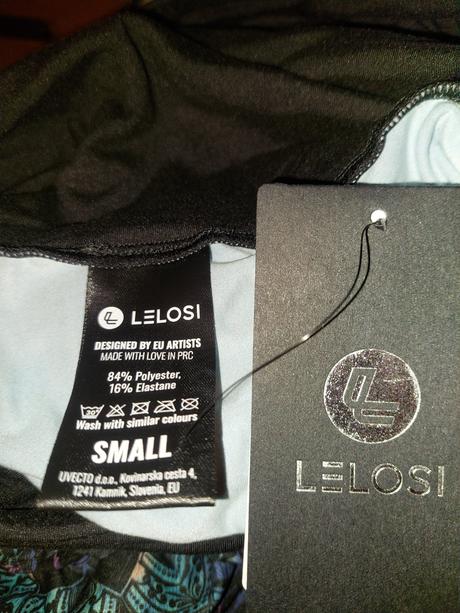 LELOSI
DESIGNED BY EU ARTISTS
MADE WITH LOVE IN PRC
84% Polyester,
16% Elastane
30°
Wash with similar colours
SMALL
UVECTO d.o.o., Kovinarska cesta 4,
1241 Kamnik, Slovenia, EU
LELOSI